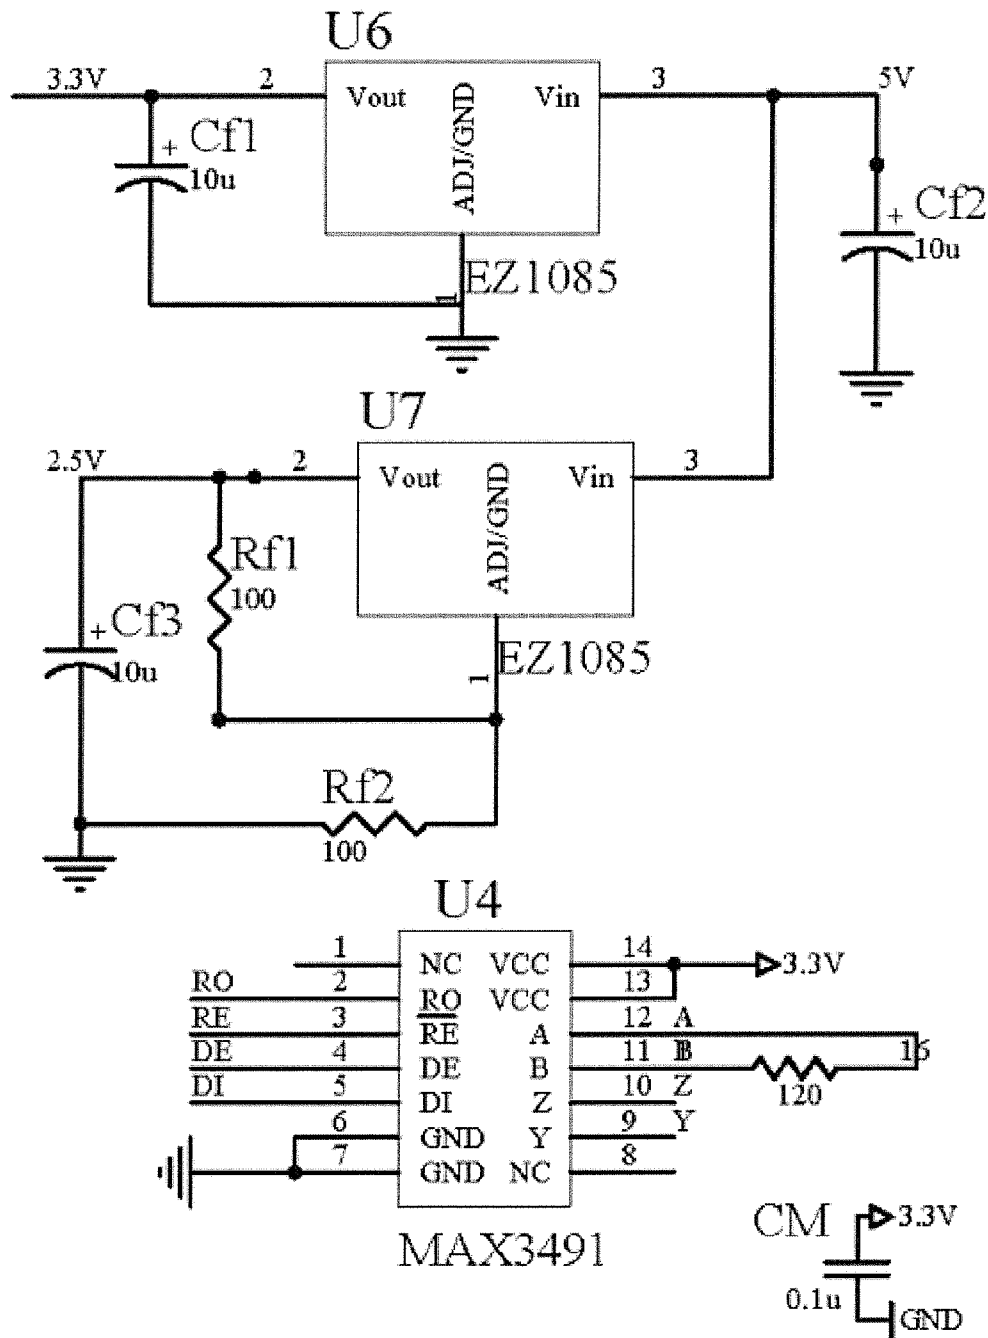 U6
3.3V 2 Vout Vin 3 5V
ADJ/GND
+ Cf1
10u
+ Cf2
10u
1 EZ1085
U7
2.5V 2 Vout Vin 3
ADJ/GND
Rf1
100
+ Cf3
10u
1 EZ1085
Rf2
100
U4
1 NC VCC 14 3.3V
RO 2 RO VCC 13
RE 3 RE A 12 A
DE 4 DE B 11 B 16
120
DI 5 DI Z 10 Z
6 GND Y 9 Y
7 GND NC 8
MAX3491
CM 3.3V
0.1u
GND